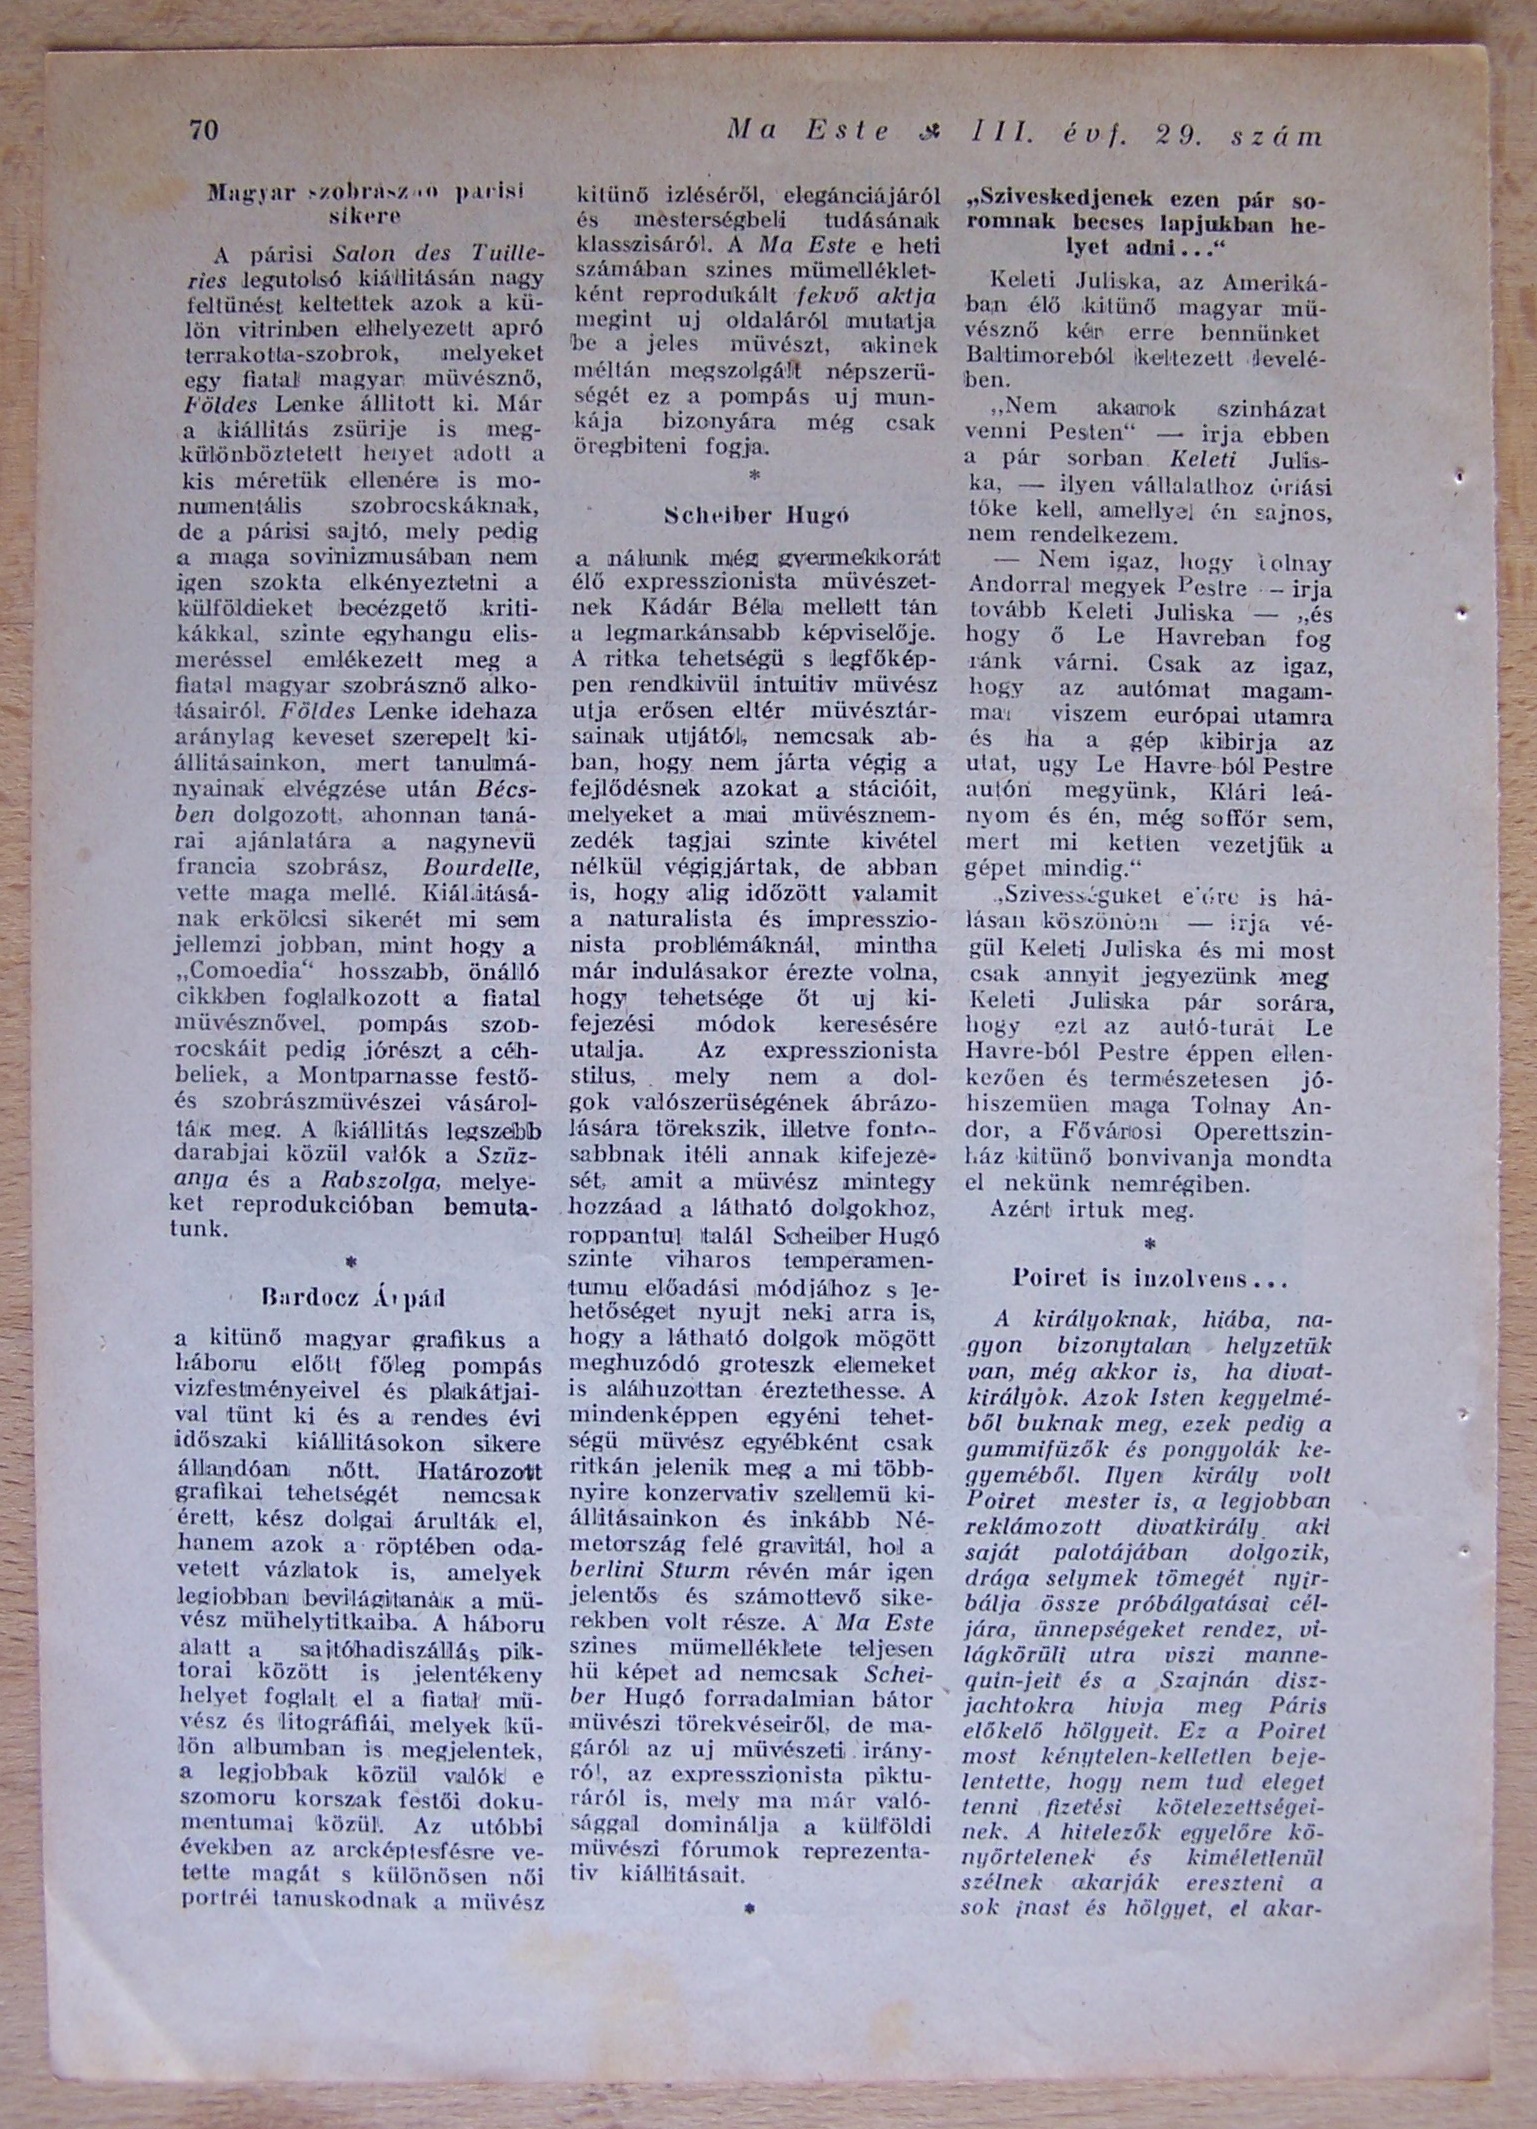 70
Ma Este III. évf. 29. szám
Magyar szobrásznő párisi
sikere
A párisi Salon des Tuille-
ries legutolsó kiállitásán nagy
feltünést keltettek azok a kü-
lön vitrinben elhelyezett apró
terrakotta-szobrok, melyeket
egy fiatal magyar müvésznő,
Földes Lenke állitott ki. Már
a kiállitás zsürije is meg-
különböztetett helyet adott a
kis méretük ellenére is mo-
numentális szobrocskáknak,
de a párisi sajtó, mely pedig
a maga sovinizmusában nem
igen szokta elkényeztetni a
külföldieket becézgető kriti-
kákkal, szinte egyhangu elis-
meréssel emlékezett meg a
fiatal magyar szobrásznő alko-
tásairól. Földes Lenke idehaza
aránylag keveset szerepelt ki-
állitásainkon, mert tanulmá-
nyainak elvégzése után Bécs-
ben dolgozott, ahonnan taná-
rai ajánlatára a nagynevü
francia szobrász, Bourdelle,
vette maga mellé. Kiállitásá-
nak erkölcsi sikerét mi sem
jellemzi jobban, mint hogy a
„Comoedia“ hosszabb, önálló
cikkben foglalkozott a fiatal
müvésznővel, pompás szob-
rocskáit pedig jórészt a céh-
beliek, a Montparnasse festő-
és szobrászmüvészei vásárol-
ták meg. A kiállitás legszebb
darabjai közül valók a Szüz-
anya és a Rabszolga, melye-
ket reprodukcióban bemuta-
tunk.
*
Bardocz Árpád
a kitünő magyar grafikus a
háboru előtt főleg pompás
vizfestményeivel és plakátjai-
val tünt ki és a rendes évi
időszaki kiállitásokon sikere
állandóan nőtt. Határozott
grafikai tehetségét nemcsak
érett, kész dolgai árulták el,
hanem azok a röptében oda-
vetett vázlatok is, amelyek
legjobban bevilágitanak a mü-
vész mühelytitkaiba. A háboru
alatt a sajtóhadiszállás pik-
torai között is jelentékeny
helyet foglalt el a fiatal mü-
vész és litográfiái, melyek kü-
lön albumban is megjelentek,
a legjobbak közül valók e
szomoru korszak festői doku-
mentumai közül. Az utóbbi
években az arcképtesfésre ve-
tette magát s különösen női
portréi tanuskodnak a müvész
kitünő izléséről, elegánciájáról
és mesterségbeli tudásának
klasszisáról. A Ma Este e heti
számában szines mümelléklet-
ként reprodukált fekvő aktja
megint uj oldaláról mutatja
be a jeles müvészt, akinek
méltán megszolgált népszerü-
ségét ez a pompás uj mun-
kája bizonyára még csak
öregbiteni fogja.
*
Scheiber Hugó
a nálunk még gyermekkorát
élő expresszionista müvészet-
nek Kádár Béla mellett tán
a legmarkánsabb képviselője.
A ritka tehetségü s legfőkép-
pen rendkivül intuitiv müvész
utja erősen eltér müvésztár-
sainak utjától, nemcsak ab-
ban, hogy nem járta végig a
fejlődésnek azokat a stációit,
melyeket a mai müvésznem-
zedék tagjai szinte kivétel
nélkül végigjártak, de abban
is, hogy alig időzött valamit
a naturalista és impresszio-
nista problémáknál, mintha
már indulásakor érezte volna,
hogy tehetsége őt uj ki-
fejezési módok keresésére
utalja. Az expresszionista
stilus, mely nem a dol-
gok valószerüségének ábrázo-
lására törekszik, illetve fonto-
sabbnak itéli annak kifejezé-
sét, amit a müvész mintegy
hozzáad a látható dolgokhoz,
roppantul talál Scheiber Hugó
szinte viharos temperamen-
tumu előadási módjához s le-
hetőséget nyujt neki arra is,
hogy a látható dolgok mögött
meghuzódó groteszk elemeket
is aláhuzottan éreztethesse. A
mindenképpen egyéni tehet-
ségü müvész egyébként csak
ritkán jelenik meg a mi több-
nyire konzervativ szellemü ki-
állitásainkon és inkább Né-
metország felé gravitál, hol a
berlini Sturm révén már igen
jelentős és számottevő sike-
rekben volt része. A Ma Este
szines mümelléklete teljesen
hü képet ad nemcsak Schei-
ber Hugó forradalmian bátor
müvészi törekvéseiről, de ma-
gáról az uj müvészeti irány-
ról, az expresszionista piktu-
ráról is, mely ma már való-
sággal dominálja a külföldi
müvészi fórumok reprezenta-
tiv kiállitásait.
*
„Sziveskedjenek ezen pár so-
romnak becses lapjukban he-
lyet adni...“
Keleti Juliska, az Ameriká-
ban élő kitünő magyar mü-
vésznő kér erre bennünket
Baltimoreból keltezett levelé-
ben.
„Nem akarok szinházat
venni Pesten“ — irja ebben
a pár sorban Keleti Julis-
ka, — ilyen vállalathoz óriási
tőke kell, amellyel én sajnos,
nem rendelkezem.
— Nem igaz, hogy Tolnay
Andorral megyek Pestre — irja
tovább Keleti Juliska — „és
hogy ő Le Havreban fog
ránk várni. Csak az igaz,
hogy az autómat magam-
mal viszem európai utamra
és ha a gép kibirja az
utat, ugy Le Havre-ból Pestre
autón megyünk, Klári leá-
nyom és én, még soffőr sem,
mert mi ketten vezetjük a
gépet mindig.“
„Szivességüket előre is há-
lásan köszönöm — irja vé-
gül Keleti Juliska és mi most
csak annyit jegyezünk meg
Keleti Juliska pár sorára,
hogy ezt az autó-turát Le
Havre-ból Pestre éppen ellen-
kezően és természetesen jó-
hiszemüen maga Tolnay An-
dor, a Fővárosi Operettszin-
ház kitünő bonvivanja mondta
el nekünk nemrégiben.
Azért irtuk meg.
*
Poiret is inzolvens...
A királyoknak, hiába, na-
gyon bizonytalan helyzetük
van, még akkor is, ha divat-
királyok. Azok Isten kegyelmé-
ből buknak meg, ezek pedig a
gummifüzők és pongyolák ke-
gyeméből. Ilyen király volt
Poiret mester is, a legjobban
reklámozott divatkirály aki
saját palotájában dolgozik,
drága selymek tömegét nyir-
bálja össze próbálgatásai cél-
jára, ünnepségeket rendez, vi-
lágkörüli utra viszi manne-
quin-jeit és a Szajnán disz-
jachtokra hivja meg Páris
előkelő hölgyeit. Ez a Poiret
most kénytelen-kelletlen beje-
lentette, hogy nem tud eleget
tenni fizetési kötelezettségei-
nek. A hitelezők egyelőre kö-
nyörtelenek és kiméletlenül
szélnek akarják ereszteni a
sok inast és hölgyet, el akar-